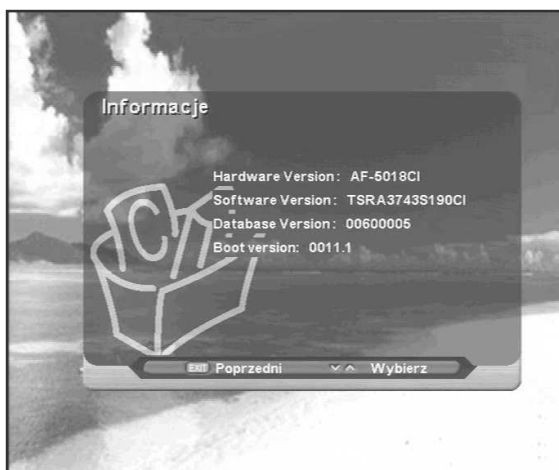 Informacje
Hardware Version: AF-5018CI
Software Version: TSRA3743S190CI
Database Version: 00600005
Boot version: 0011.1
EXIT Poprzedni Wybierz